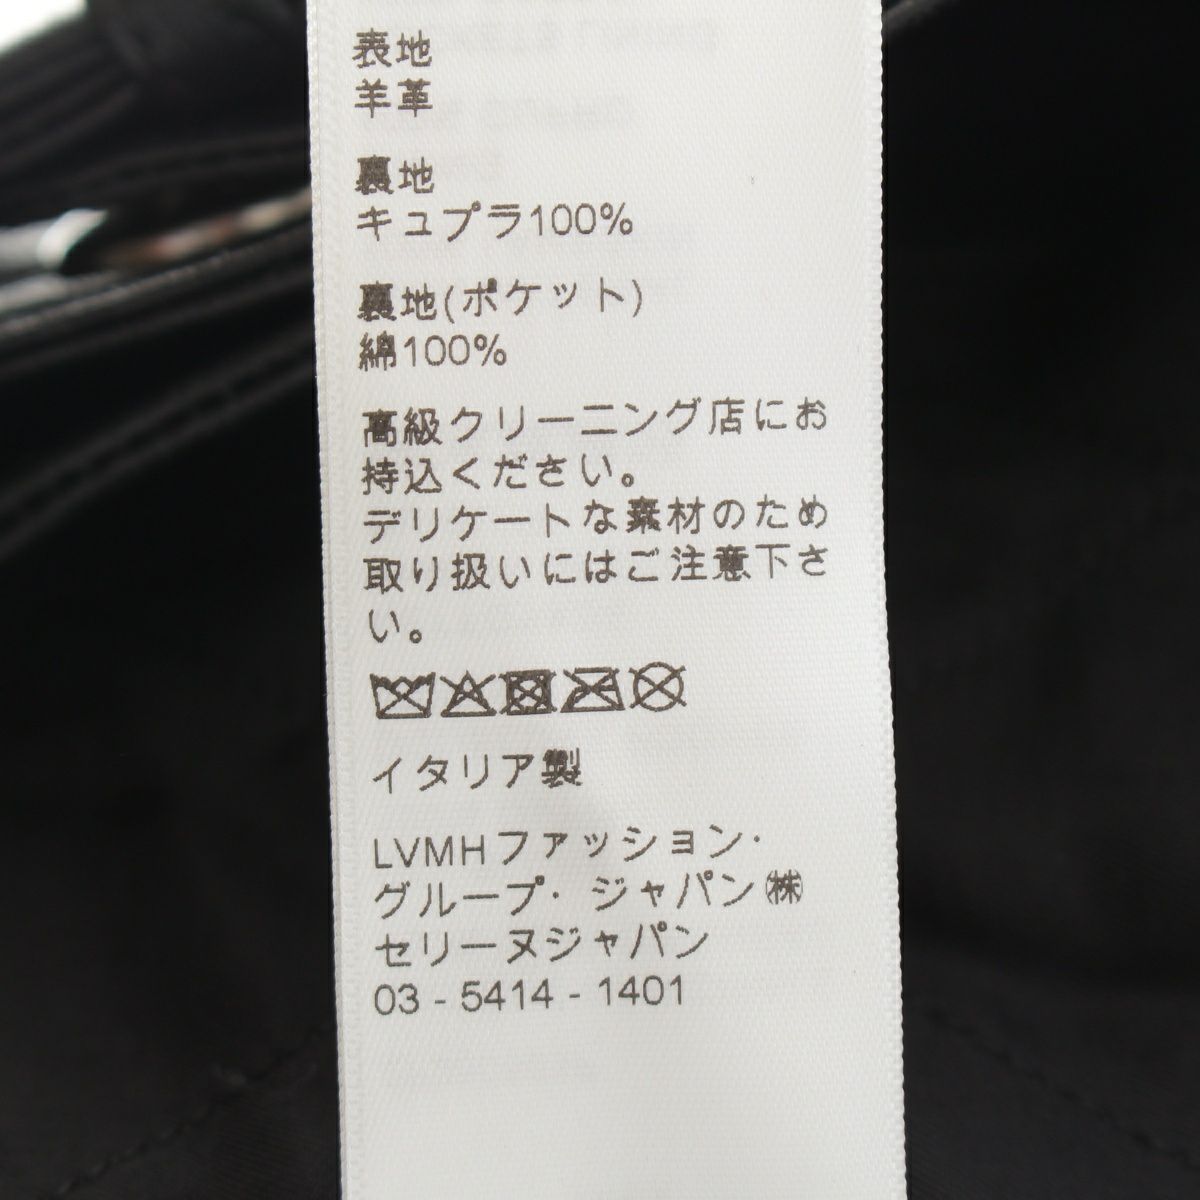 表地
羊革
裏地
キュプラ100%
裏地(ポケット)
綿100%
高級クリーニング店にお
持込ください。
デリケートな素材のため
取り扱いにはご注意下さ
い。
イタリア製
LVMHファッション・
グループ・ジャパン㈱
セリーヌジャパン
03 - 5414 - 1401